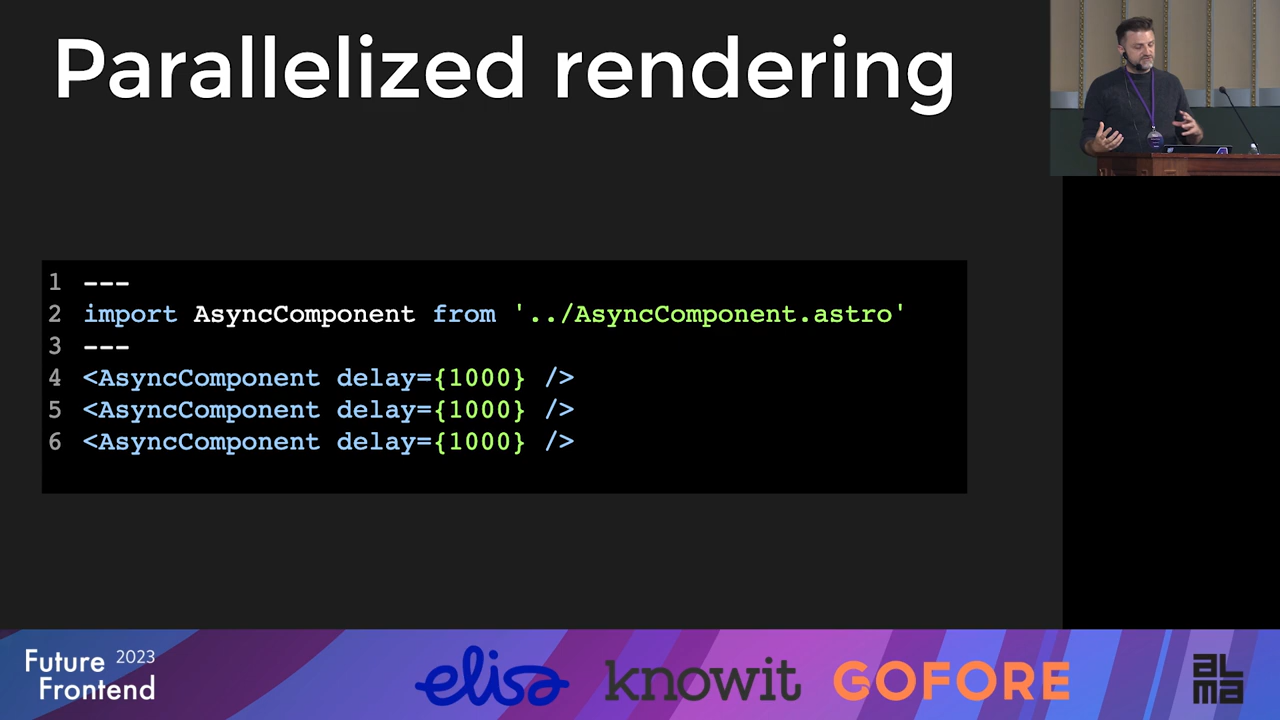 Parallelized rendering
1 ---
2 import AsyncComponent from '../AsyncComponent.astro'
3 ---
4 <AsyncComponent delay={1000} />
5 <AsyncComponent delay={1000} />
6 <AsyncComponent delay={1000} />
Future 2023
Frontend
elisa
knowit
GOFORE
ALMA